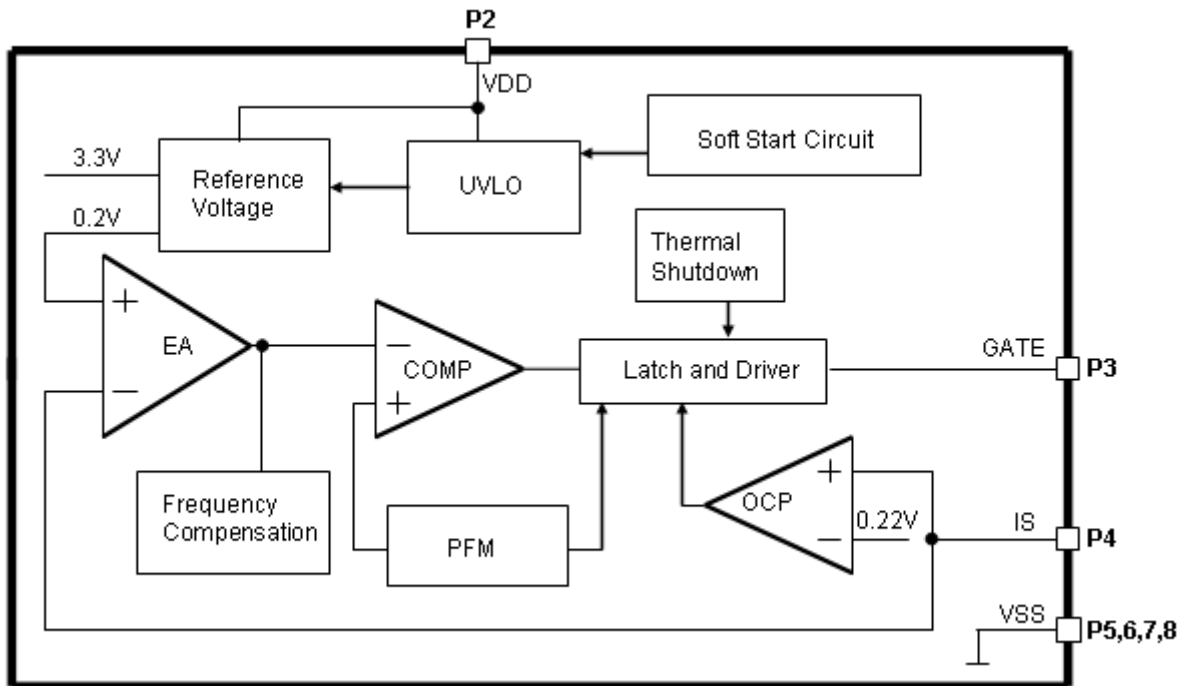 P2
VDD
Soft Start Circuit
3.3V
Reference
Voltage
UVLO
0.2V
Thermal
Shutdown
+
EA
−
−
COMP
+
Latch and Driver
GATE
P3
Frequency
Compensation
PFM
+
OCP
0.22V
−
IS
P4
VSS
P5,6,7,8